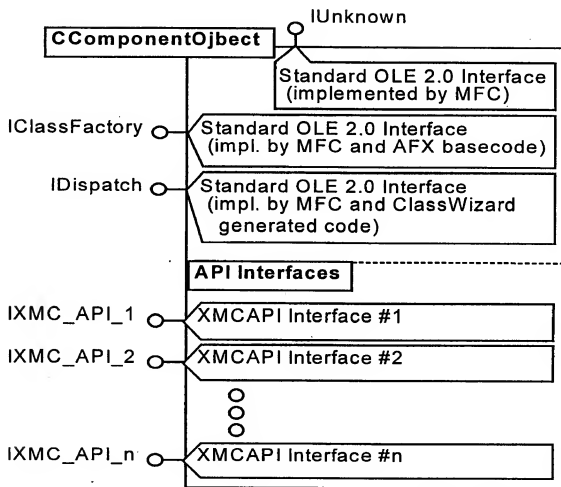 IUnknown
CComponentOjbect
Standard OLE 2.0 Interface
(implemented by MFC)
IClassFactory
Standard OLE 2.0 Interface
(impl. by MFC and AFX basecode)
IDispatch
Standard OLE 2.0 Interface
(impl. by MFC and ClassWizard
generated code)
API Interfaces
IXMC_API_1
XMCAPI Interface #1
IXMC_API_2
XMCAPI Interface #2
IXMC_API_n
XMCAPI Interface #n